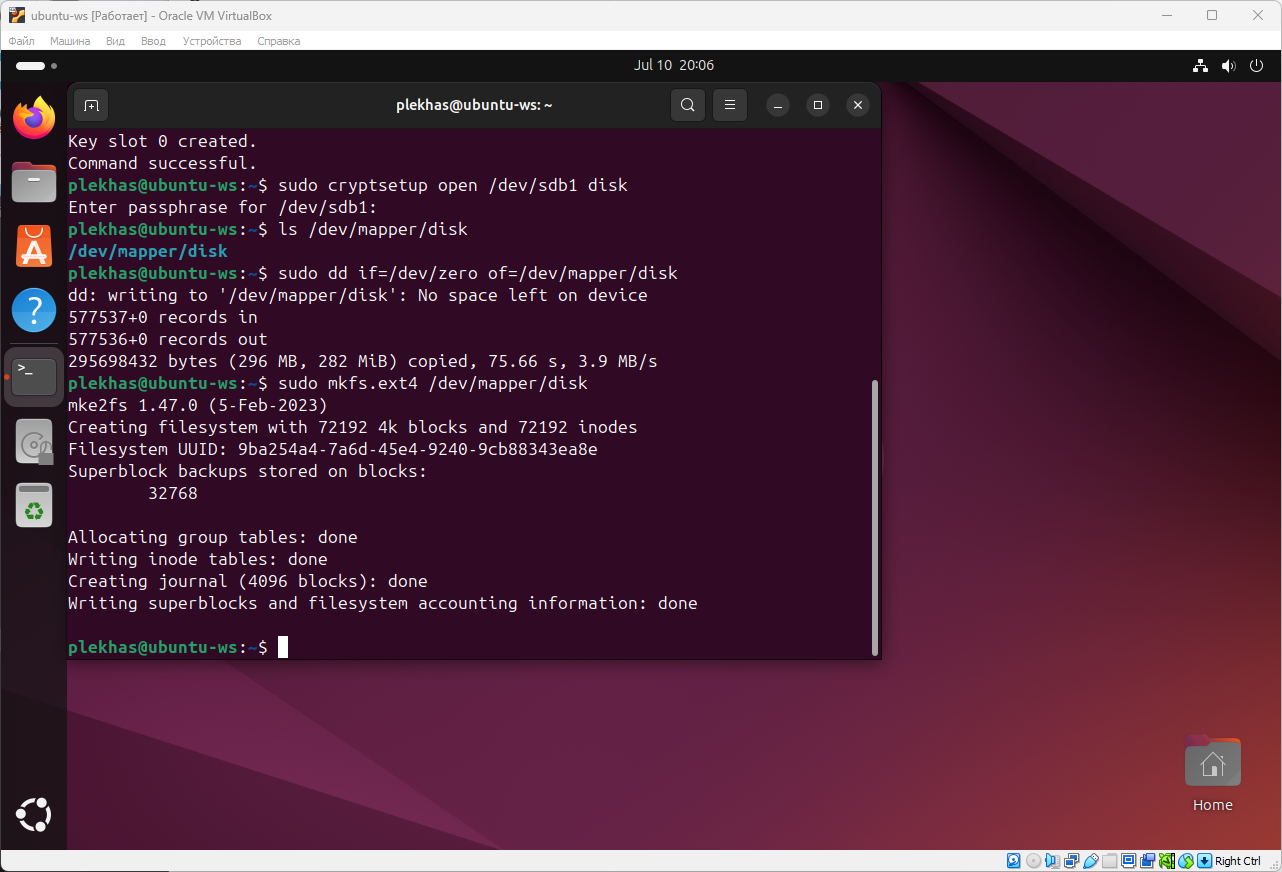 ubuntu-ws [Работает] - Oracle VM VirtualBox
Файл Машина Вид Ввод Устройства Справка
Jul 10 20:06
plekhas@ubuntu-ws: ~
Key slot 0 created.
Command successful.
plekhas@ubuntu-ws:~$ sudo cryptsetup open /dev/sdb1 disk
Enter passphrase for /dev/sdb1:
plekhas@ubuntu-ws:~$ ls /dev/mapper/disk
/dev/mapper/disk
plekhas@ubuntu-ws:~$ sudo dd if=/dev/zero of=/dev/mapper/disk
dd: writing to '/dev/mapper/disk': No space left on device
577537+0 records in
577536+0 records out
295698432 bytes (296 MB, 282 MiB) copied, 75.66 s, 3.9 MB/s
plekhas@ubuntu-ws:~$ sudo mkfs.ext4 /dev/mapper/disk
mke2fs 1.47.0 (5-Feb-2023)
Creating filesystem with 72192 4k blocks and 72192 inodes
Filesystem UUID: 9ba254a4-7a6d-45e4-9240-9cb88343ea8e
Superblock backups stored on blocks:
        32768
Allocating group tables: done
Writing inode tables: done
Creating journal (4096 blocks): done
Writing superblocks and filesystem accounting information: done
plekhas@ubuntu-ws:~$
Home
Right Ctrl